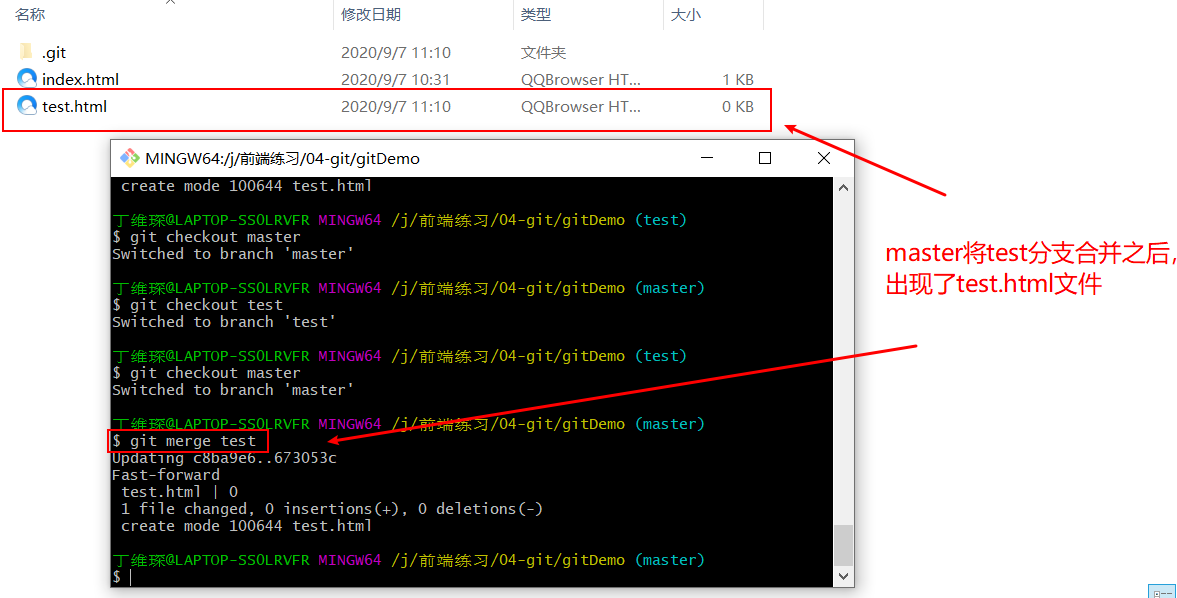 名称 修改日期 类型 大小
.git 2020/9/7 11:10 文件夹
index.html 2020/9/7 10:31 QQBrowser HT... 1 KB
test.html 2020/9/7 11:10 QQBrowser HT... 0 KB
MINGW64:/j/前端练习/04-git/gitDemo
create mode 100644 test.html
丁维琛@LAPTOP-SSOLRVFR MINGW64 /j/前端练习/04-git/gitDemo (test)
$ git checkout master
Switched to branch 'master'
丁维琛@LAPTOP-SSOLRVFR MINGW64 /j/前端练习/04-git/gitDemo (master)
$ git checkout test
Switched to branch 'test'
丁维琛@LAPTOP-SSOLRVFR MINGW64 /j/前端练习/04-git/gitDemo (test)
$ git checkout master
Switched to branch 'master'
丁维琛@LAPTOP-SSOLRVFR MINGW64 /j/前端练习/04-git/gitDemo (master)
$ git merge test
Updating c8ba9e6..673053c
Fast-forward
test.html | 0
1 file changed, 0 insertions(+), 0 deletions(-)
create mode 100644 test.html
丁维琛@LAPTOP-SSOLRVFR MINGW64 /j/前端练习/04-git/gitDemo (master)
$
master将test分支合并之后,
出现了test.html文件